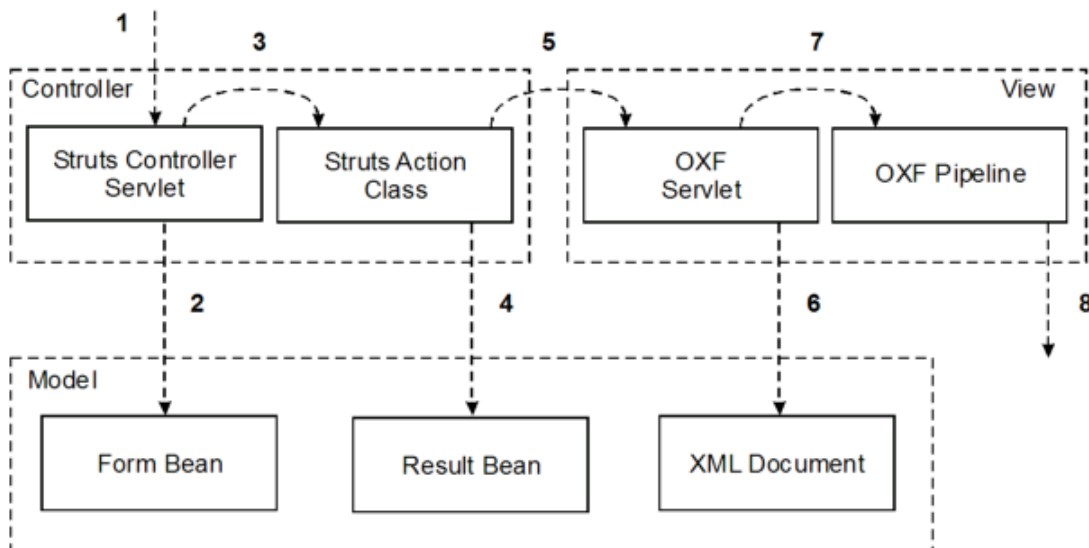 1
3
5
7
Controller
View
Struts Controller
Servlet
Struts Action
Class
OXF
Servlet
OXF Pipeline
2
4
6
8
Model
Form Bean
Result Bean
XML Document